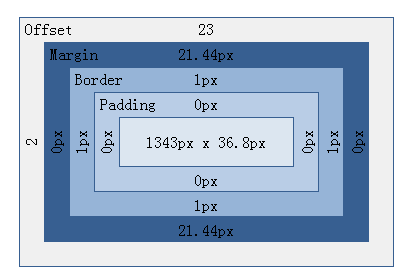 Offset 23
Margin 21.44px
Border 1px
Padding 0px
2 0px 1px 0px 1343px x 36.8px 0px 1px 0px
0px
1px
21.44px